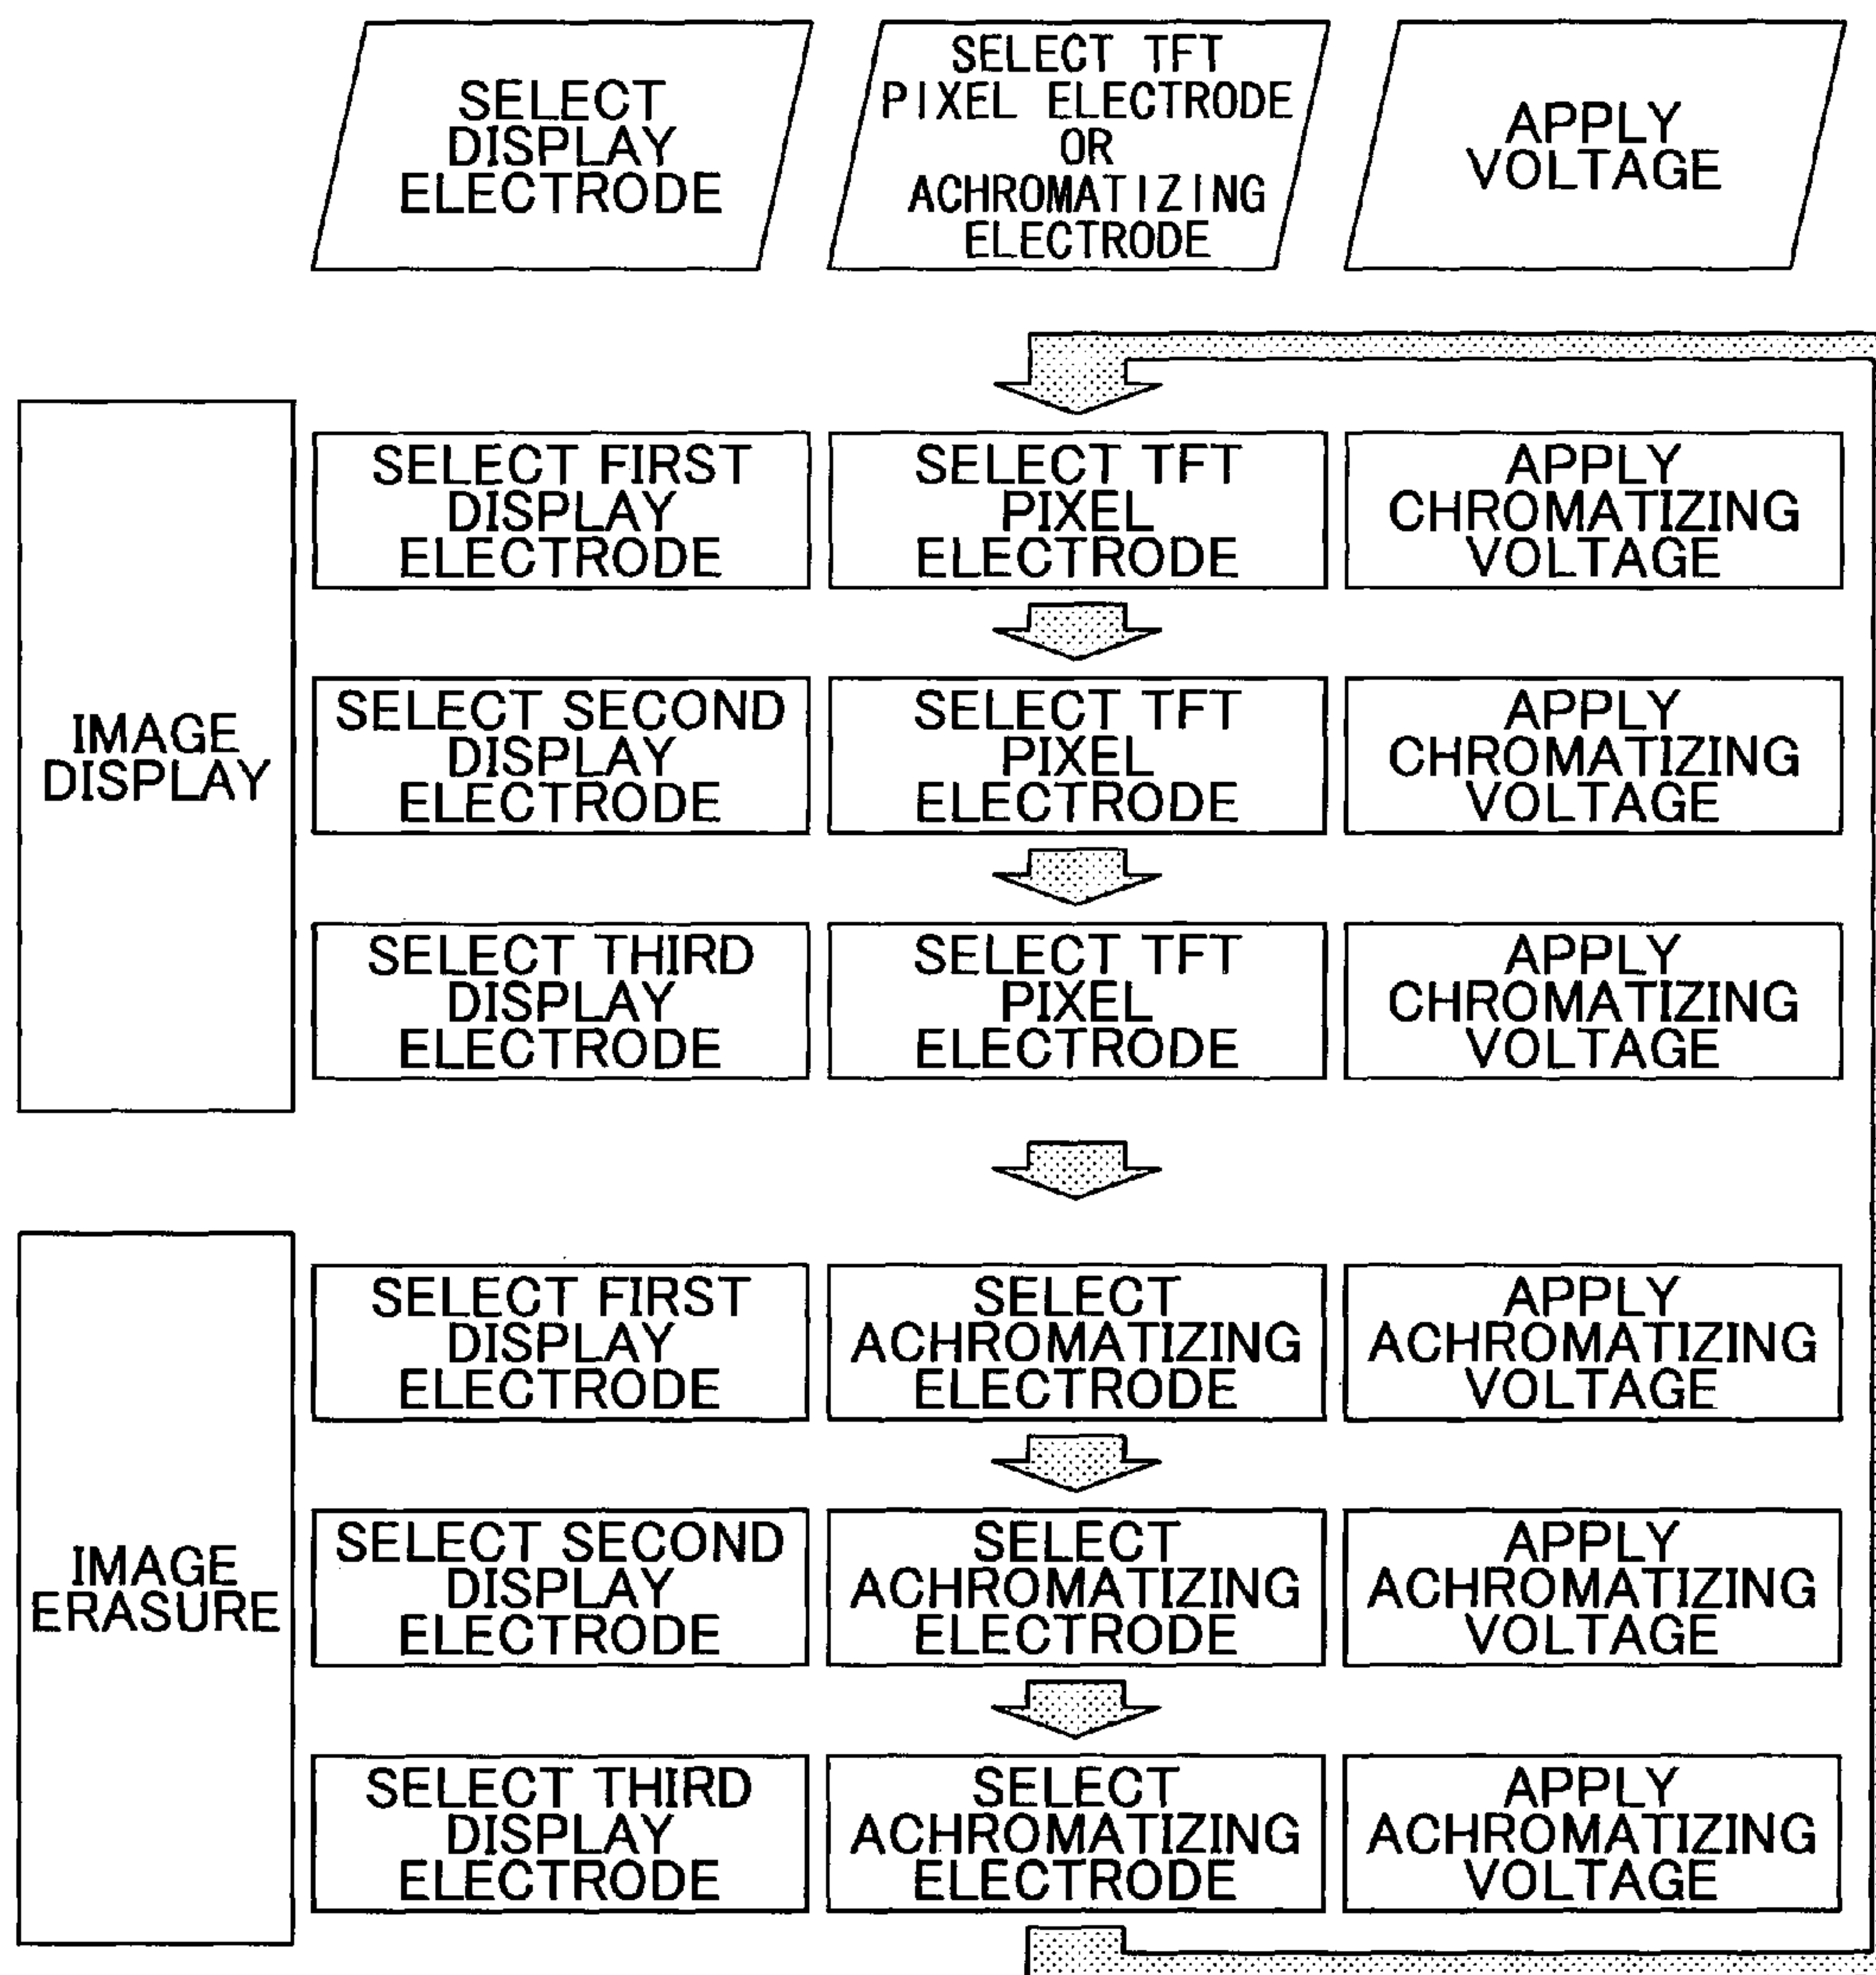 SELECT
DISPLAY
ELECTRODE
SELECT TFT
PIXEL ELECTRODE
OR
ACHROMATIZING
ELECTRODE
APPLY
VOLTAGE
IMAGE
DISPLAY
SELECT FIRST
DISPLAY
ELECTRODE
SELECT TFT
PIXEL
ELECTRODE
APPLY
CHROMATIZING
VOLTAGE
SELECT SECOND
DISPLAY
ELECTRODE
SELECT TFT
PIXEL
ELECTRODE
APPLY
CHROMATIZING
VOLTAGE
SELECT THIRD
DISPLAY
ELECTRODE
SELECT TFT
PIXEL
ELECTRODE
APPLY
CHROMATIZING
VOLTAGE
IMAGE
ERASURE
SELECT FIRST
DISPLAY
ELECTRODE
SELECT
ACHROMATIZING
ELECTRODE
APPLY
ACHROMATIZING
VOLTAGE
SELECT SECOND
DISPLAY
ELECTRODE
SELECT
ACHROMATIZING
ELECTRODE
APPLY
ACHROMATIZING
VOLTAGE
SELECT THIRD
DISPLAY
ELECTRODE
SELECT
ACHROMATIZING
ELECTRODE
APPLY
ACHROMATIZING
VOLTAGE